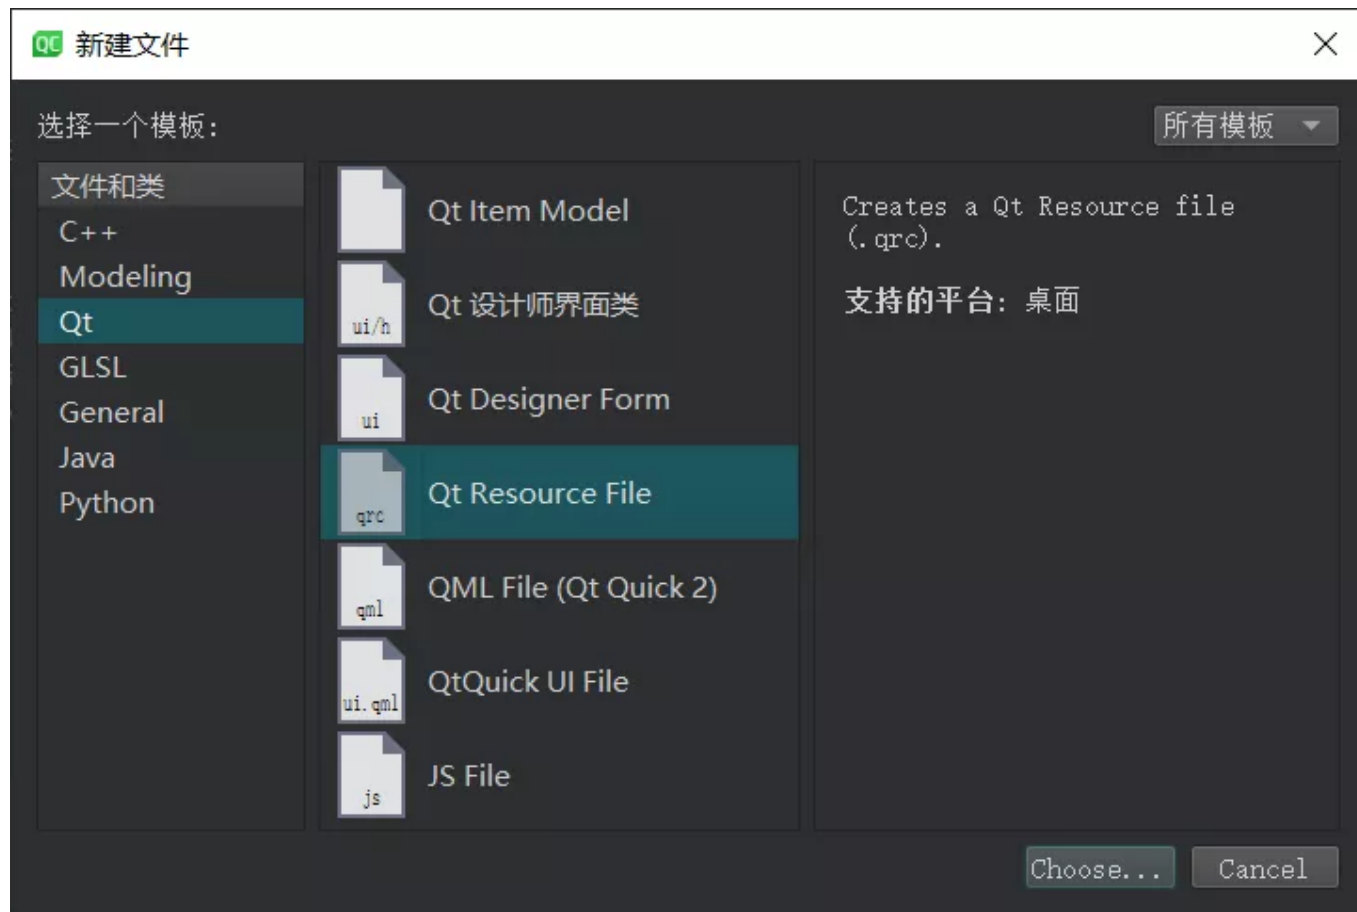 QC 新建文件
选择一个模板:
所有模板
文件和类
C++
Modeling
Qt
GLSL
General
Java
Python
Qt Item Model
ui/h
Qt 设计师界面类
ui
Qt Designer Form
qrc
Qt Resource File
qml
QML File (Qt Quick 2)
ui.qml
QtQuick UI File
js
JS File
Creates a Qt Resource file
(.qrc).
支持的平台: 桌面
Choose...
Cancel